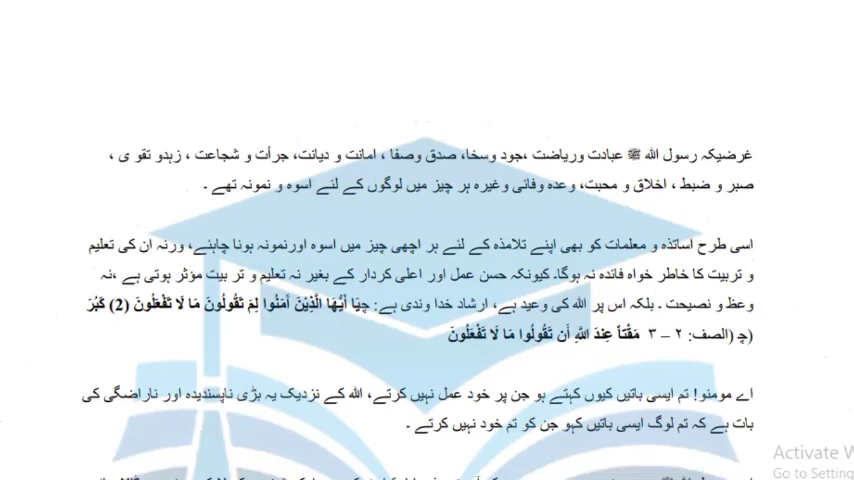 غرضیکہ رسول اللہ ﷺ عبادت وریاضت ،جود وسخا، صدق وصفا ، امانت و دیانت، جرأت و شجاعت ، زہدو تقو ی ،
صبر و ضبط ، اخلاق و محبت، وعدہ وفائی وغیرہ ہر چیز میں لوگوں کے لئے اسوہ و نمونہ تھے ۔
اسی طرح اساتذہ و معلمات کو بھی اپنے تلامذہ کے لئے ہر اچھی چیز میں اسوہ اورنمونہ ہونا چاہئے، ورنہ ان کی تعلیم
و تربیت کا خاطر خواہ فائدہ نہ ہوگا۔ کیونکہ حسن عمل اور اعلی کردار کے بغیر نہ تعلیم و تر بیت مؤثر ہوتی ہے ،نہ
وعظ و نصیحت ۔ بلکہ اس پر اللہ کی وعید ہے، ارشاد خدا وندی ہے: چیَا أَیُّهَا الَّذِیْنَ آمَنُوا لِمَ تَقُولُونَ مَا لَا تَفْعَلُونَ (2) كَبُرَ
(چ (الصف: ۲ – ۳ مَقْتاً عِندَ اللَّهِ أَن تَقُولُوا مَا لَا تَفْعَلُونَ
اے مومنو! تم ایسی باتیں کیوں کہتے ہو جن پر خود عمل نہیں کرتے، اللہ کے نزدیک یہ بڑی ناپسندیدہ اور ناراضگی کی
بات ہے کہ تم لوگ ایسی باتیں کہو جن کو تم خود نہیں کرتے ۔
Activate W
Go to Setting